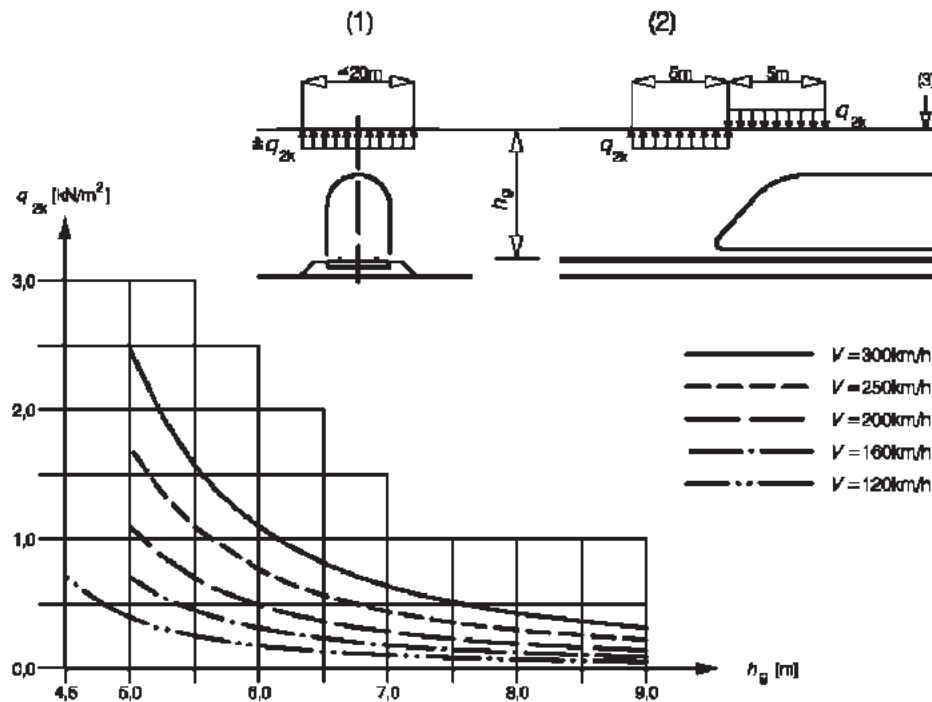 (1)
(2)
≤20m
5m
5m
(3)
q2k
±q2k
q2k
hg
q2k [kN/m²]
3,0
2,0
1,0
0,0
V=300km/h
V=250km/h
V=200km/h
V=160km/h
V=120km/h
4,5
5,0
6,0
7,0
8,0
9,0
hg [m]